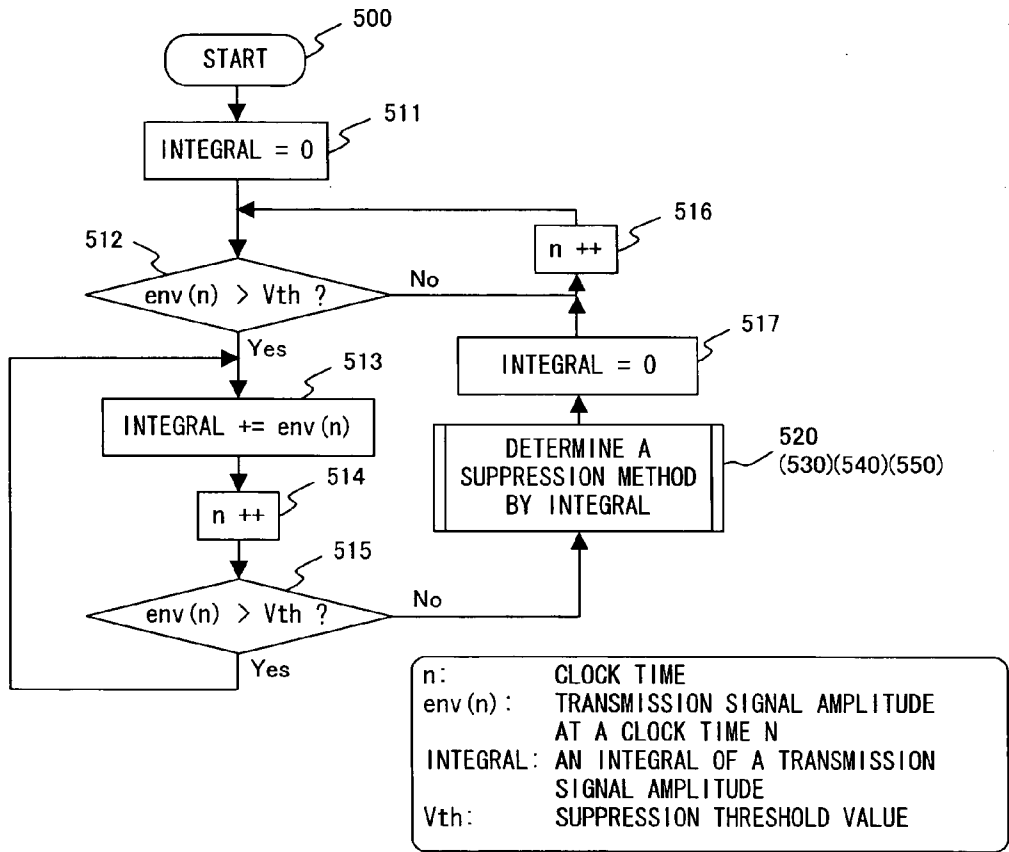 500
START
511
INTEGRAL = 0
516
n ++
512
env(n) > Vth ?
No
517
INTEGRAL = 0
Yes
513
INTEGRAL += env(n)
520
(530)(540)(550)
DETERMINE A
SUPPRESSION METHOD
BY INTEGRAL
514
n ++
515
env(n) > Vth ?
No
Yes
n: CLOCK TIME
env(n): TRANSMISSION SIGNAL AMPLITUDE
AT A CLOCK TIME N
INTEGRAL: AN INTEGRAL OF A TRANSMISSION
SIGNAL AMPLITUDE
Vth: SUPPRESSION THRESHOLD VALUE